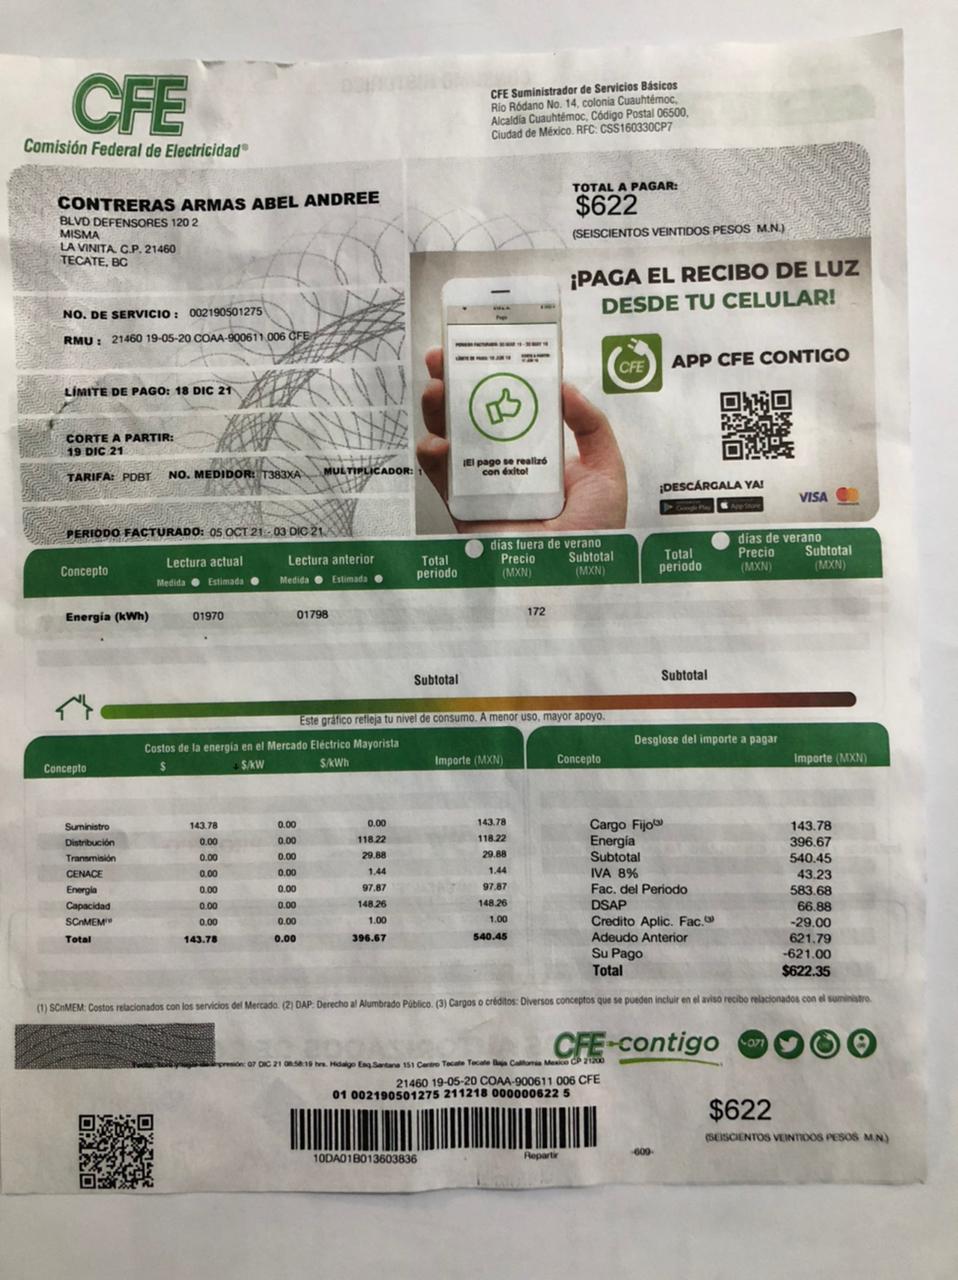 CFE
Comisión Federal de Electricidad®
CFE Suministrador de Servicios Básicos
Río Ródano No. 14, colonia Cuauhtémoc,
Alcaldía Cuauhtémoc, Código Postal 06500,
Ciudad de México. RFC: CSS160330CP7
CONTRERAS ARMAS ABEL ANDREE
BLVD DEFENSORES 120 2
MISMA
LA VINITA, C.P. 21460
TECATE, BC
TOTAL A PAGAR:
$622
(SEISCIENTOS VEINTIDOS PESOS M.N.)
NO. DE SERVICIO : 002190501275
RMU : 21460 19-05-20 COAA-900611 006 CFE
LÍMITE DE PAGO: 18 DIC 21
CORTE A PARTIR:
19 DIC 21
TARIFA: PDBT NO. MEDIDOR: T383XA MULTIPLICADOR: 1
PERIODO FACTURADO: 05 OCT 21 - 03 DIC 21
¡PAGA EL RECIBO DE LUZ
DESDE TU CELULAR!
CFE
APP CFE CONTIGO
Pago
¡El pago se realizó
con éxito!
¡DESCÁRGALA YA!
Google Play
App Store
VISA
Concepto
Lectura actual
Medida Estimada
Lectura anterior
Medida Estimada
Total
periodo
días fuera de verano
Precio
(MXN)
Subtotal
(MXN)
Total
periodo
días de verano
Precio
(MXN)
Subtotal
(MXN)
Energía (kWh) 01970 01798 172
Subtotal Subtotal
Este gráfico refleja tu nivel de consumo. A menor uso, mayor apoyo.
Costos de la energía en el Mercado Eléctrico Mayorista
Concepto $ $/kW $/kWh Importe (MXN)
Suministro 143.78 0.00 0.00 143.78
Distribución 0.00 0.00 118.22 118.22
Transmisión 0.00 0.00 29.88 29.88
CENACE 0.00 0.00 1.44 1.44
Energía 0.00 0.00 97.87 97.87
Capacidad 0.00 0.00 148.26 148.26
SCnMEM(1) 0.00 0.00 1.00 1.00
Total 143.78 0.00 396.67 540.45
Desglose del importe a pagar
Concepto Importe (MXN)
Cargo Fijo(3) 143.78
Energía 396.67
Subtotal 540.45
IVA 8% 43.23
Fac. del Periodo 583.68
DSAP 66.88
Credito Aplic. Fac.(3) -29.00
Adeudo Anterior 621.79
Su Pago -621.00
Total $622.35
(1) SCnMEM: Costos relacionados con los servicios del Mercado. (2) DAP: Derecho al Alumbrado Público. (3) Cargos o créditos: Diversos conceptos que se pueden incluir en el aviso recibo relacionados con el suministro.
CFE contigo
071
impresión: 07 DIC 21 08:58:19 hrs. Hidalgo Esq.Santana 151 Centro Tecate Tecate Baja California Mexico CP 21200
21460 19-05-20 COAA-900611 006 CFE
01 002190501275 211218 000000622 5
10DA01B013603836
Repartir
-609-
$622
(SEISCIENTOS VEINTIDOS PESOS M.N.)